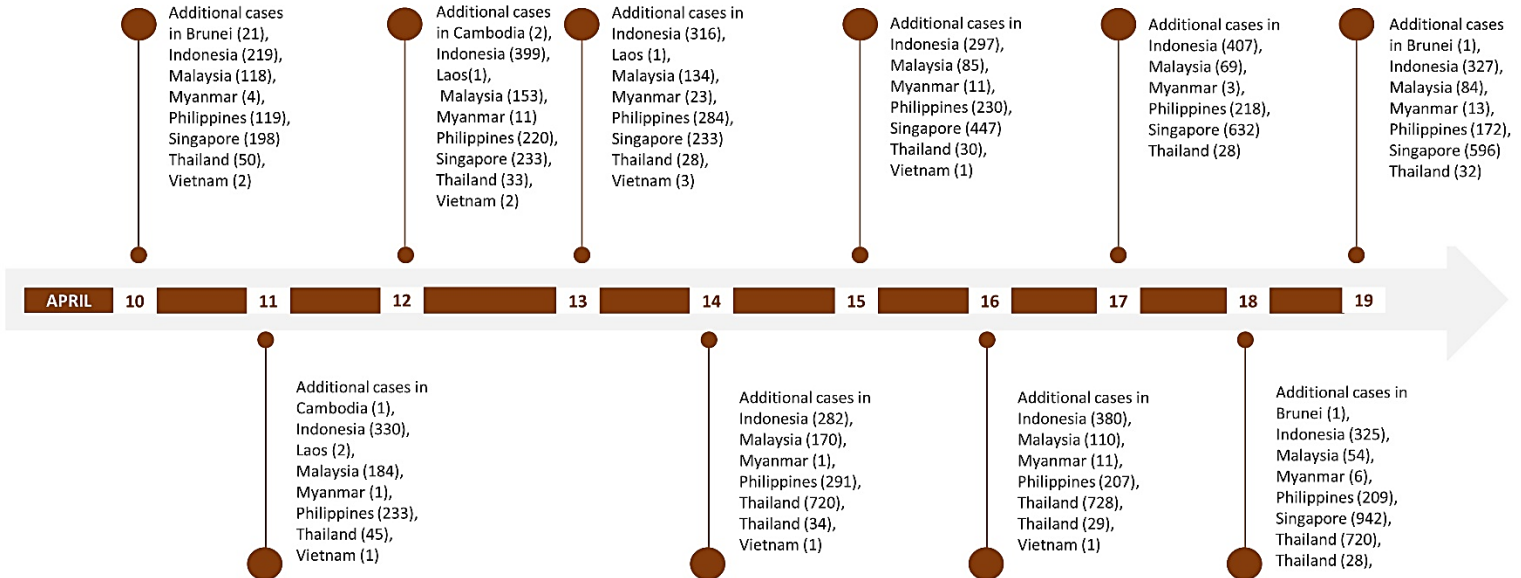 Additional cases
in Brunei (21),
Indonesia (219),
Malaysia (118),
Myanmar (4),
Philippines (119),
Singapore (198)
Thailand (50),
Vietnam (2)
Additional cases
in Cambodia (2),
Indonesia (399),
Laos(1),
Malaysia (153),
Myanmar (11)
Philippines (220),
Singapore (233),
Thailand (33),
Vietnam (2)
Additional cases in
Indonesia (316),
Laos (1),
Malaysia (134),
Myanmar (23),
Philippines (284),
Singapore (233)
Thailand (28),
Vietnam (3)
Additional cases in
Indonesia (297),
Malaysia (85),
Myanmar (11),
Philippines (230),
Singapore (447)
Thailand (30),
Vietnam (1)
Additional cases in
Indonesia (407),
Malaysia (69),
Myanmar (3),
Philippines (218),
Singapore (632)
Thailand (28)
Additional cases
in Brunei (1),
Indonesia (327),
Malaysia (84),
Myanmar (13),
Philippines (172),
Singapore (596)
Thailand (32)
APRIL 10 11 12 13 14 15 16 17 18 19
Additional cases in
Cambodia (1),
Indonesia (330),
Laos (2),
Malaysia (184),
Myanmar (1),
Philippines (233),
Thailand (45),
Vietnam (1)
Additional cases in
Indonesia (282),
Malaysia (170),
Myanmar (1),
Philippines (291),
Thailand (720),
Thailand (34),
Vietnam (1)
Additional cases in
Indonesia (380),
Malaysia (110),
Myanmar (11),
Philippines (207),
Thailand (728),
Thailand (29),
Vietnam (1)
Additional cases in
Brunei (1),
Indonesia (325),
Malaysia (54),
Myanmar (6),
Philippines (209),
Singapore (942),
Thailand (720),
Thailand (28),